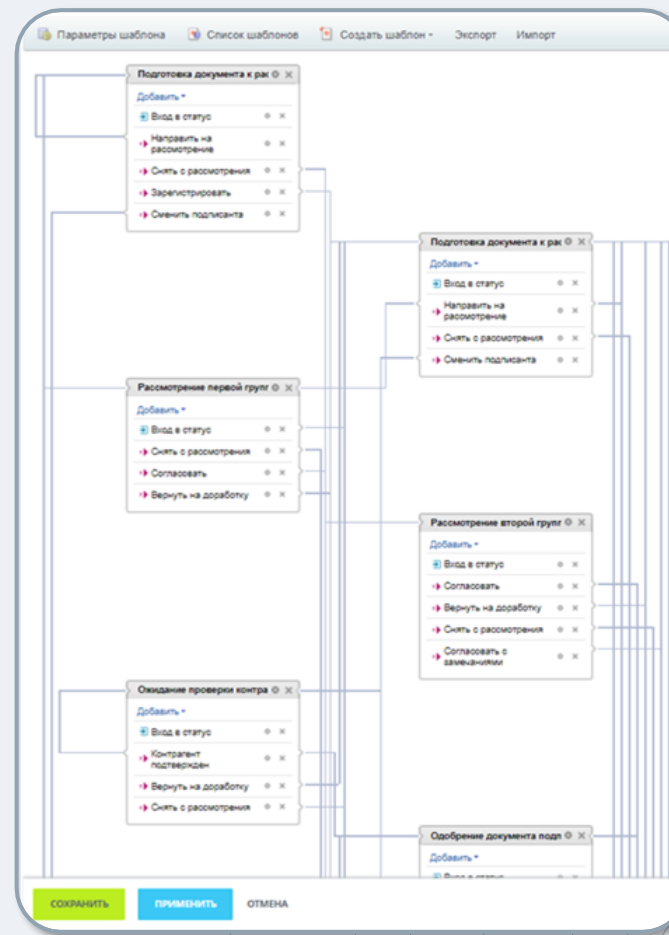 Параметры шаблона Список шаблонов Создать шаблон Экспорт Импорт
Подготовка документа к рас
Добавить
Вход в статус
Направить на
рассмотрение
Снять с рассмотрения
Зарегистрировать
Сменить подписанта
Подготовка документа к рас
Добавить
Вход в статус
Направить на
рассмотрение
Снять с рассмотрения
Сменить подписанта
Рассмотрение первой групп
Добавить
Вход в статус
Снять с рассмотрения
Согласовать
Вернуть на доработку
Рассмотрение второй групп
Добавить
Вход в статус
Согласовать
Вернуть на доработку
Снять с рассмотрения
Согласовать с
замечаниями
Ожидание проверки контра
Добавить
Вход в статус
Контрагент
подтвержден
Вернуть на доработку
Снять с рассмотрения
Одобрение документа подп
Добавить
СОХРАНИТЬ ПРИМЕНИТЬ ОТМЕНА